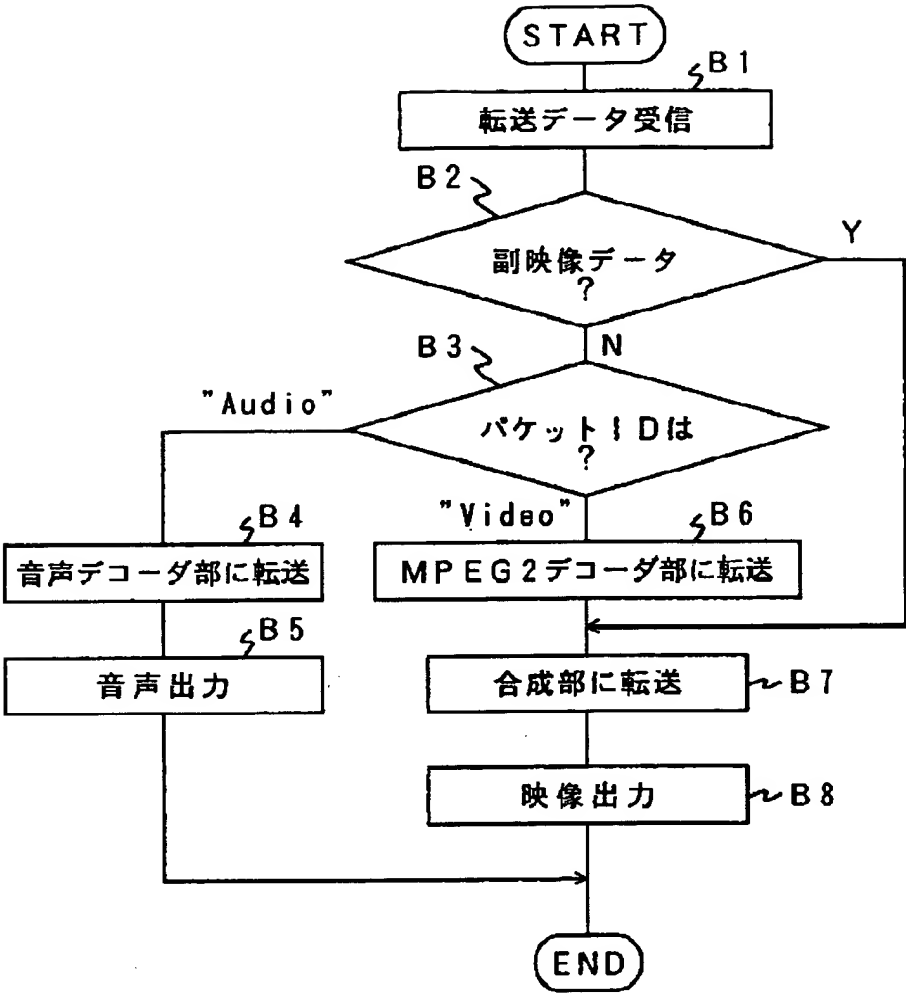 START
B1
転送データ受信
B2
副映像データ
?
Y
N
B3
"Audio"
パケットIDは
?
"Video"
B4
音声デコーダ部に転送
B6
MPEG2デコーダ部に転送
B5
音声出力
合成部に転送
B7
映像出力
B8
END